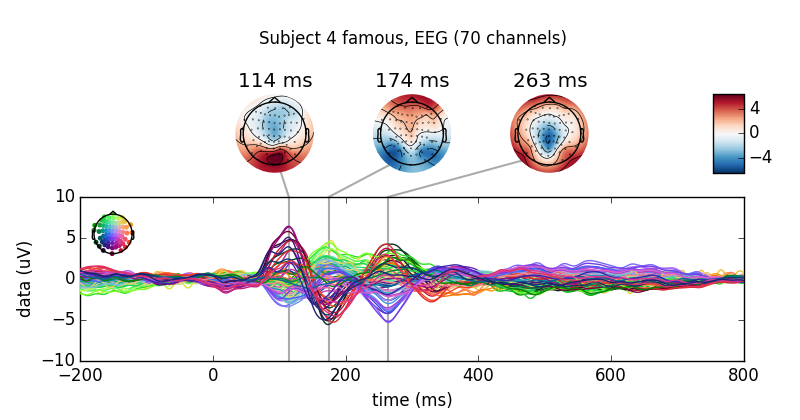 Subject 4 famous, EEG (70 channels)
114 ms 174 ms 263 ms
4
0
−4
10
5
0
−5
−10
data (uV)
−200 0 200 400 600 800
time (ms)